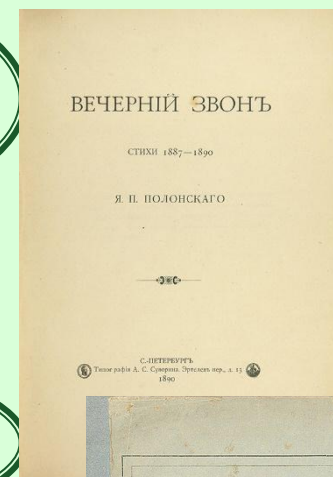 ВЕЧЕРНІЙ ЗВОНЪ
СТИХИ 1887—1890
Я. П. ПОЛОНСКАГО
С.-ПЕТЕРБУРГЪ
Типографія А. С. Суворина. Эртелевъ пер., д. 13
1890